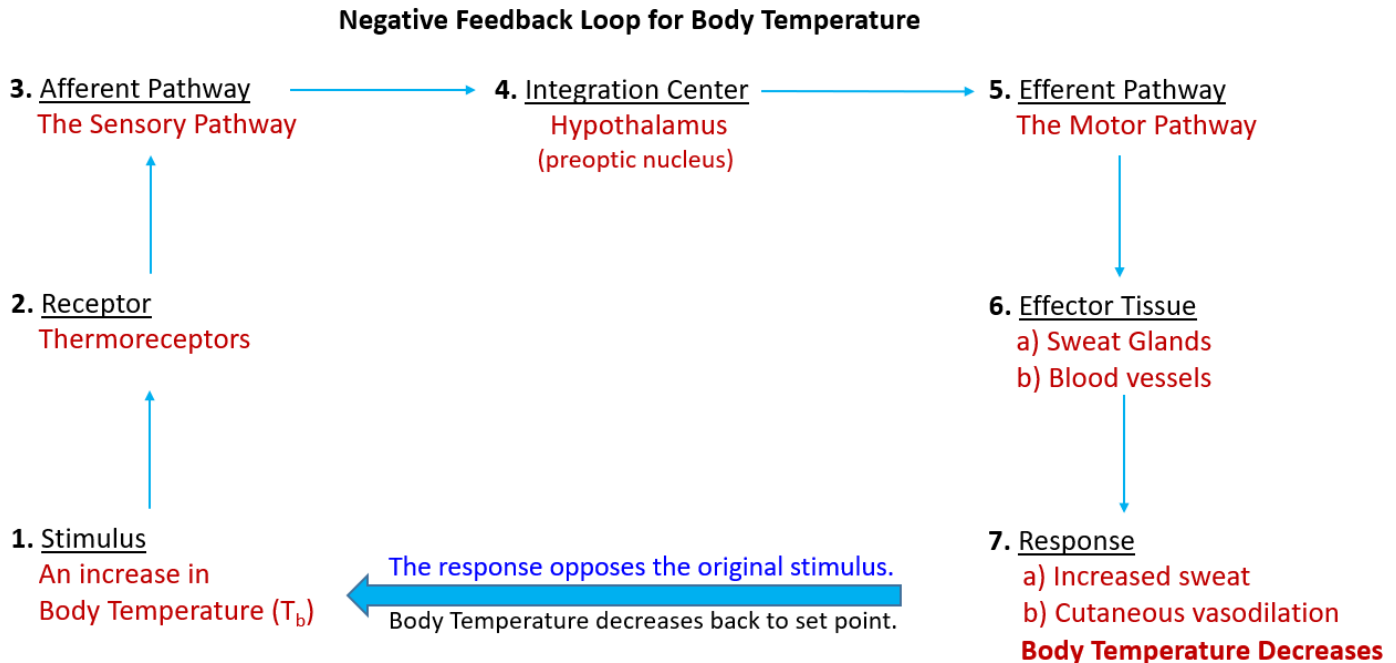 Negative Feedback Loop for Body Temperature
3. Afferent Pathway
The Sensory Pathway
4. Integration Center
Hypothalamus
(preoptic nucleus)
5. Efferent Pathway
The Motor Pathway
2. Receptor
Thermoreceptors
6. Effector Tissue
a) Sweat Glands
b) Blood vessels
1. Stimulus
An increase in
Body Temperature (Tb)
The response opposes the original stimulus.
Body Temperature decreases back to set point.
7. Response
a) Increased sweat
b) Cutaneous vasodilation
Body Temperature Decreases